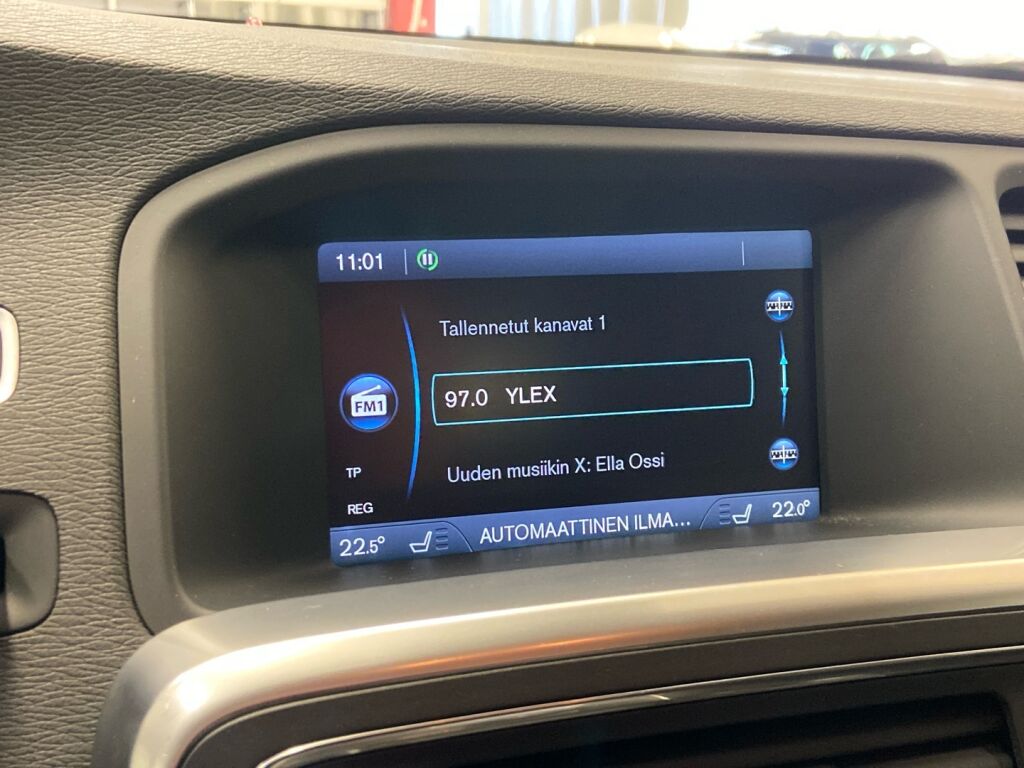 11:01
Tallennetut kanavat 1
FM1
97.0 YLEX
TP
Uuden musiikin X: Ella Ossi
REG
22.5° AUTOMAATTINEN ILMA... 22.0°